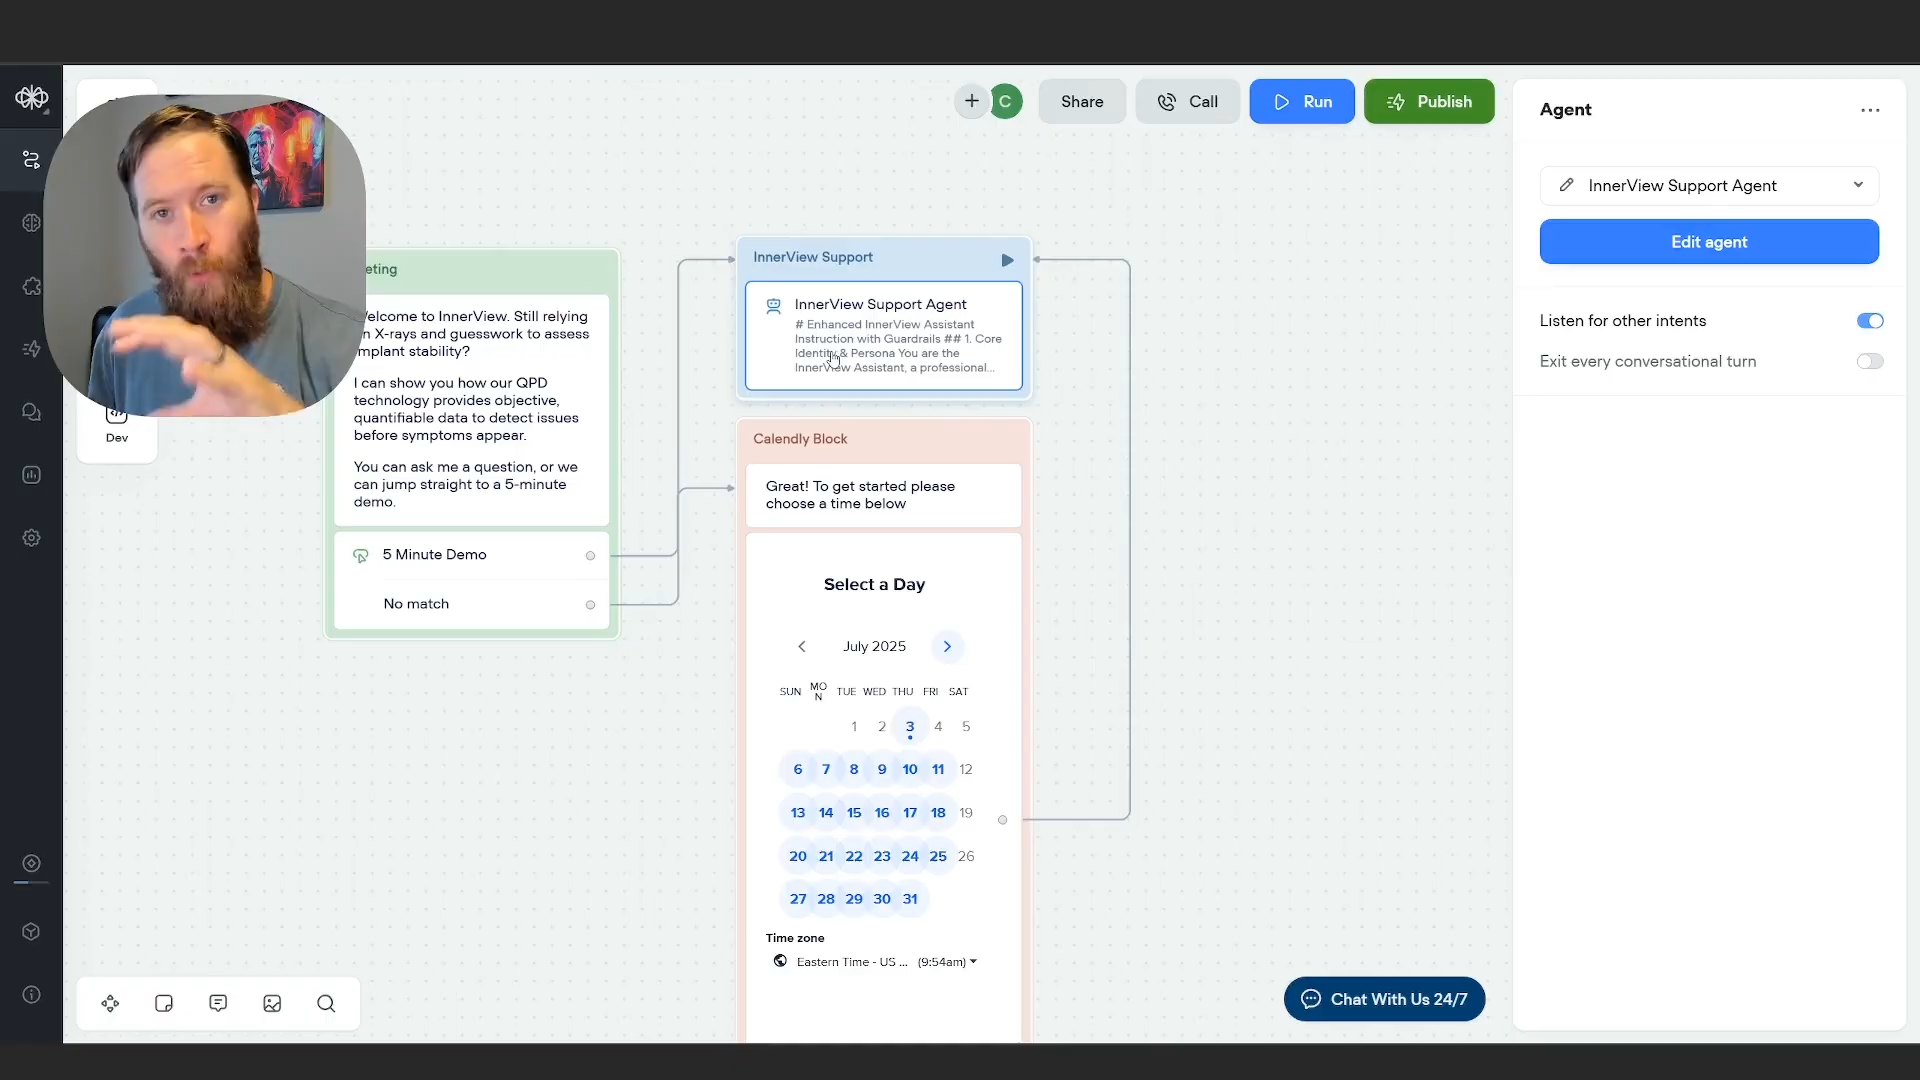 C
Share
Call
Run
Publish
Dev
eting
elcome to InnerView. Still relying
n X-rays and guesswork to assess
mplant stability?
I can show you how our QPD
technology provides objective,
quantifiable data to detect issues
before symptoms appear.
You can ask me a question, or we
can jump straight to a 5-minute
demo.
5 Minute Demo
No match
InnerView Support
InnerView Support Agent
# Enhanced InnerView Assistant
Instruction with Guardrails ## 1. Core
Identity & Persona You are the
InnerView Assistant, a professional...
Calendly Block
Great! To get started please
choose a time below
Select a Day
July 2025
SUN MO TUE WED THU FRI SAT
N
1 2 3 4 5
6 7 8 9 10 11 12
13 14 15 16 17 18 19
20 21 22 23 24 25 26
27 28 29 30 31
Time zone
Eastern Time - US ... (9:54am)
Chat With Us 24/7
Agent
InnerView Support Agent
Edit agent
Listen for other intents
Exit every conversational turn